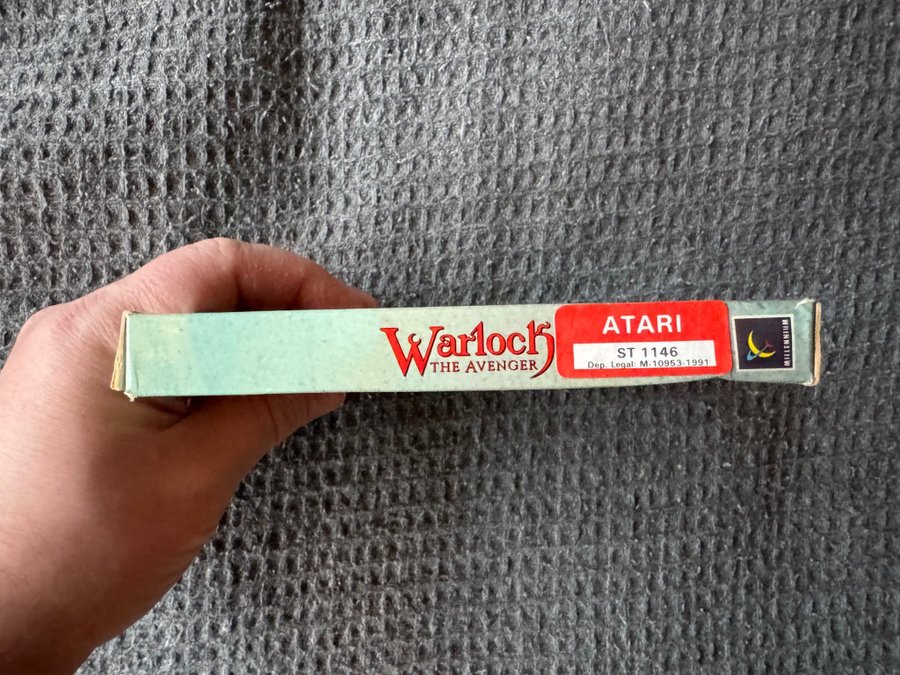 Warlock
THE AVENGER
ATARI
ST 1146
Dep. Legal: M-10953-1991
MILLENNIUM